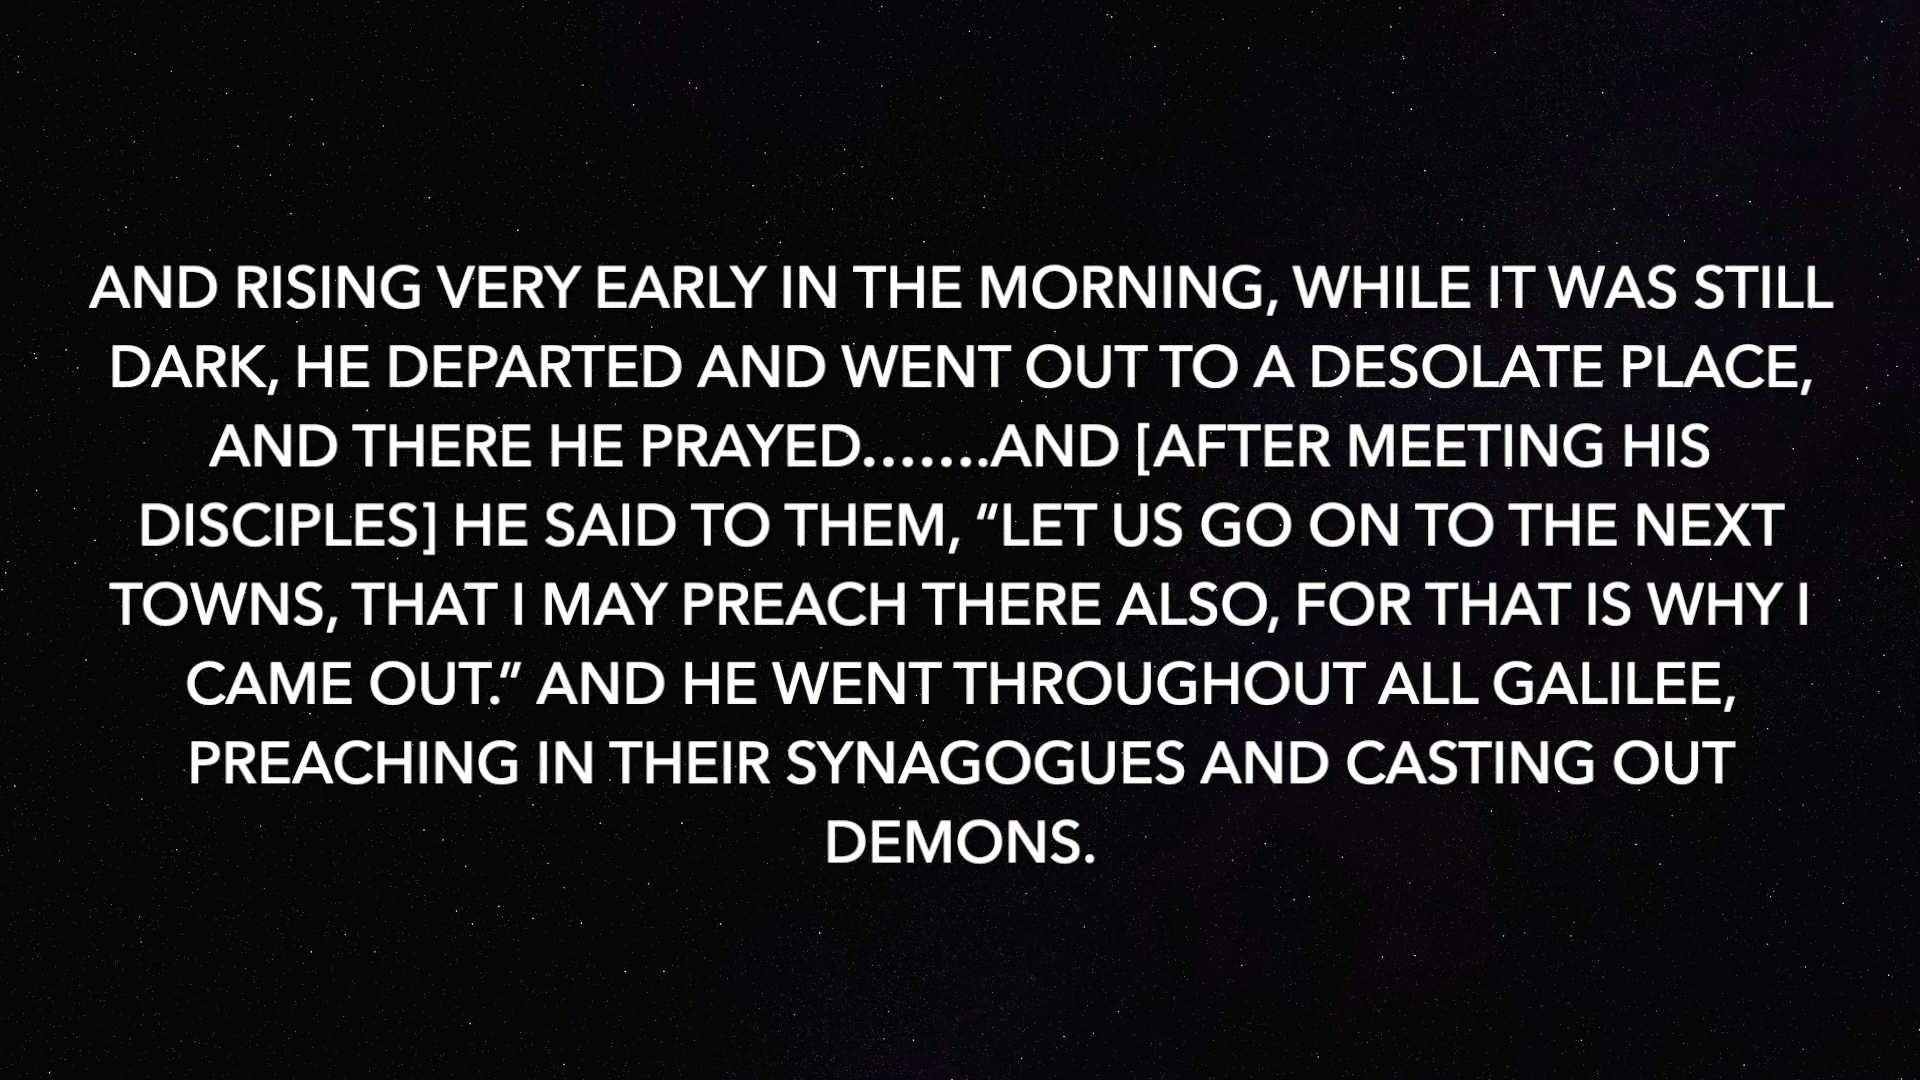 AND RISING VERY EARLY IN THE MORNING, WHILE IT WAS STILL
DARK, HE DEPARTED AND WENT OUT TO A DESOLATE PLACE,
AND THERE HE PRAYED…….AND [AFTER MEETING HIS
DISCIPLES] HE SAID TO THEM, “LET US GO ON TO THE NEXT
TOWNS, THAT I MAY PREACH THERE ALSO, FOR THAT IS WHY I
CAME OUT.” AND HE WENT THROUGHOUT ALL GALILEE,
PREACHING IN THEIR SYNAGOGUES AND CASTING OUT
DEMONS.